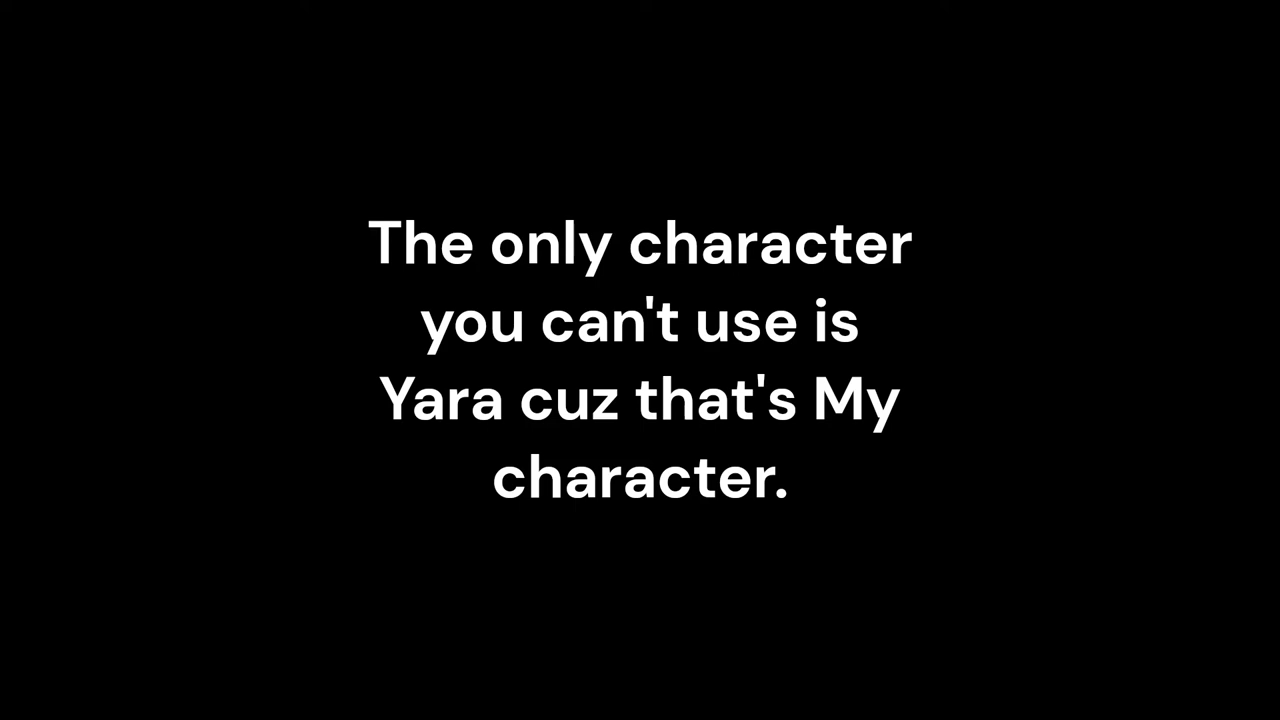 The only character
you can't use is
Yara cuz that's My
character.